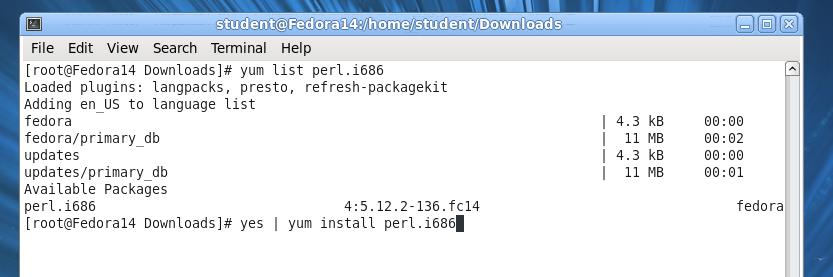 student@Fedora14:/home/student/Downloads
File Edit View Search Terminal Help
[root@Fedora14 Downloads]# yum list perl.i686
Loaded plugins: langpacks, presto, refresh-packagekit
Adding en_US to language list
fedora | 4.3 kB 00:00
fedora/primary_db | 11 MB 00:02
updates | 4.3 kB 00:00
updates/primary_db | 11 MB 00:01
Available Packages
perl.i686 4:5.12.2-136.fc14 fedora
[root@Fedora14 Downloads]# yes | yum install perl.i686